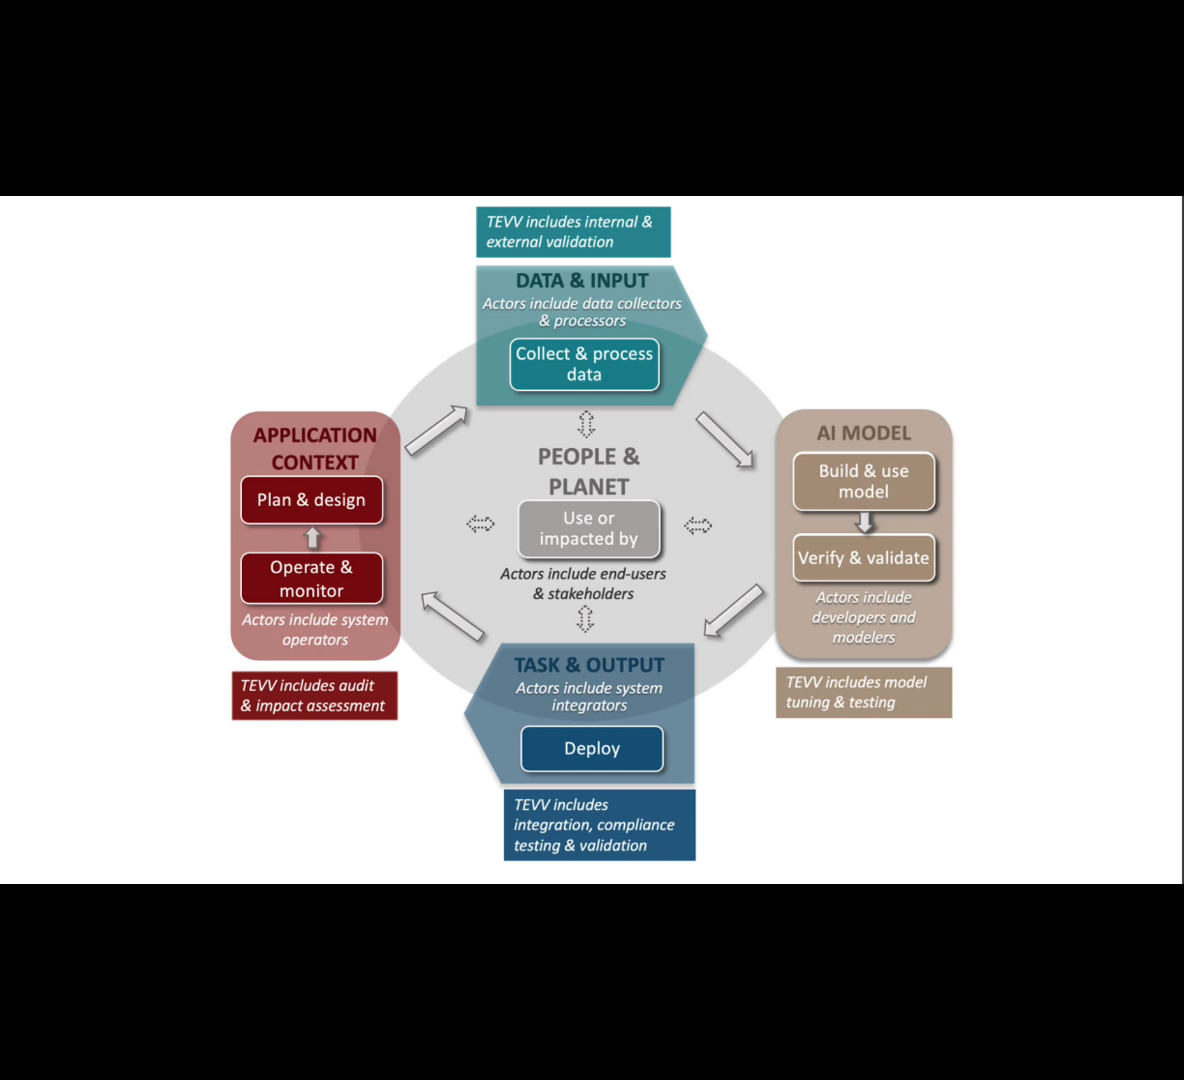 TEVV includes internal &
external validation
DATA & INPUT
Actors include data collectors
& processors
Collect & process
data
APPLICATION
CONTEXT
Plan & design
Operate &
monitor
Actors include system
operators
TEVV includes audit
& impact assessment
PEOPLE &
PLANET
Use or
impacted by
Actors include end-users
& stakeholders
AI MODEL
Build & use
model
Verify & validate
Actors include
developers and
modelers
TEVV includes model
tuning & testing
TASK & OUTPUT
Actors include system
integrators
Deploy
TEVV includes
integration, compliance
testing & validation